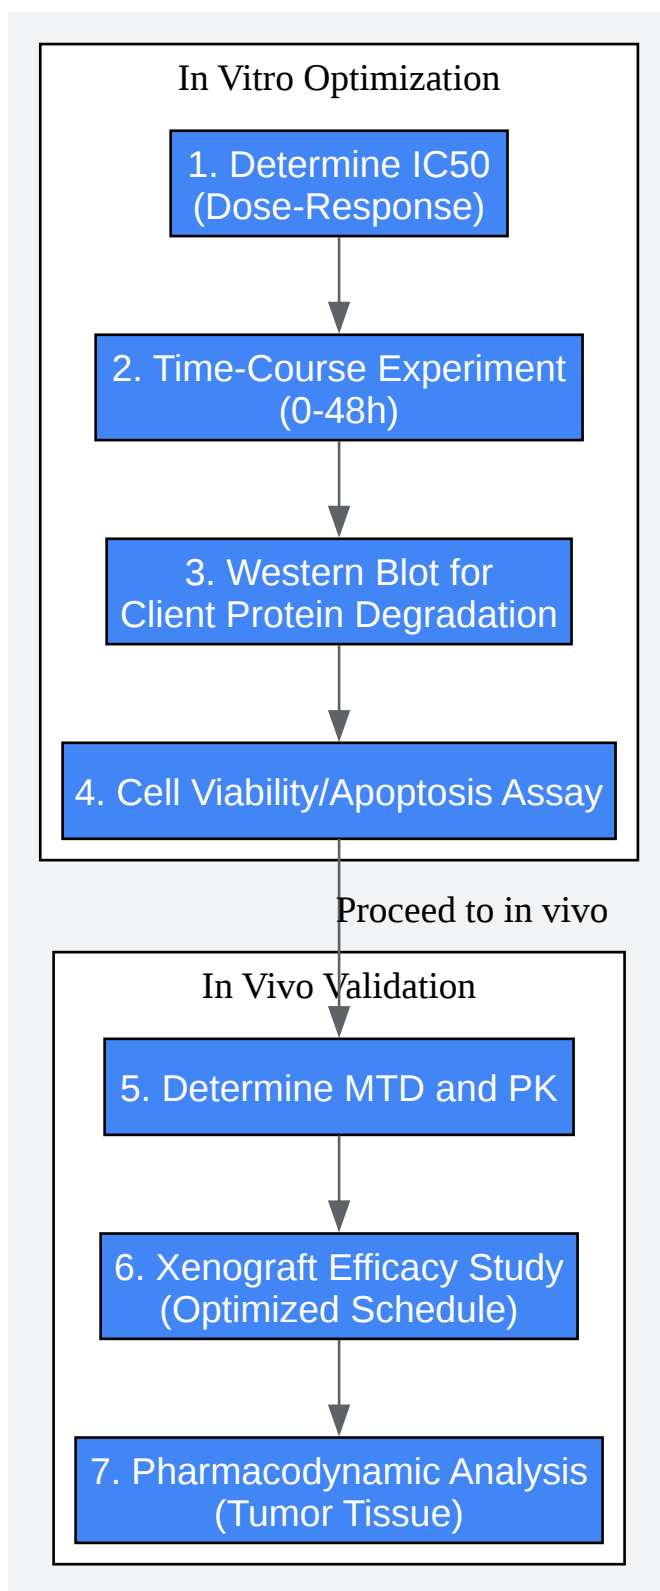 In Vitro Optimization
1. Determine IC50
(Dose-Response)
2. Time-Course Experiment
(0-48h)
3. Western Blot for
Client Protein Degradation
4. Cell Viability/Apoptosis Assay
Proceed to in vivo
In Vivo Validation
5. Determine MTD and PK
6. Xenograft Efficacy Study
(Optimized Schedule)
7. Pharmacodynamic Analysis
(Tumor Tissue)